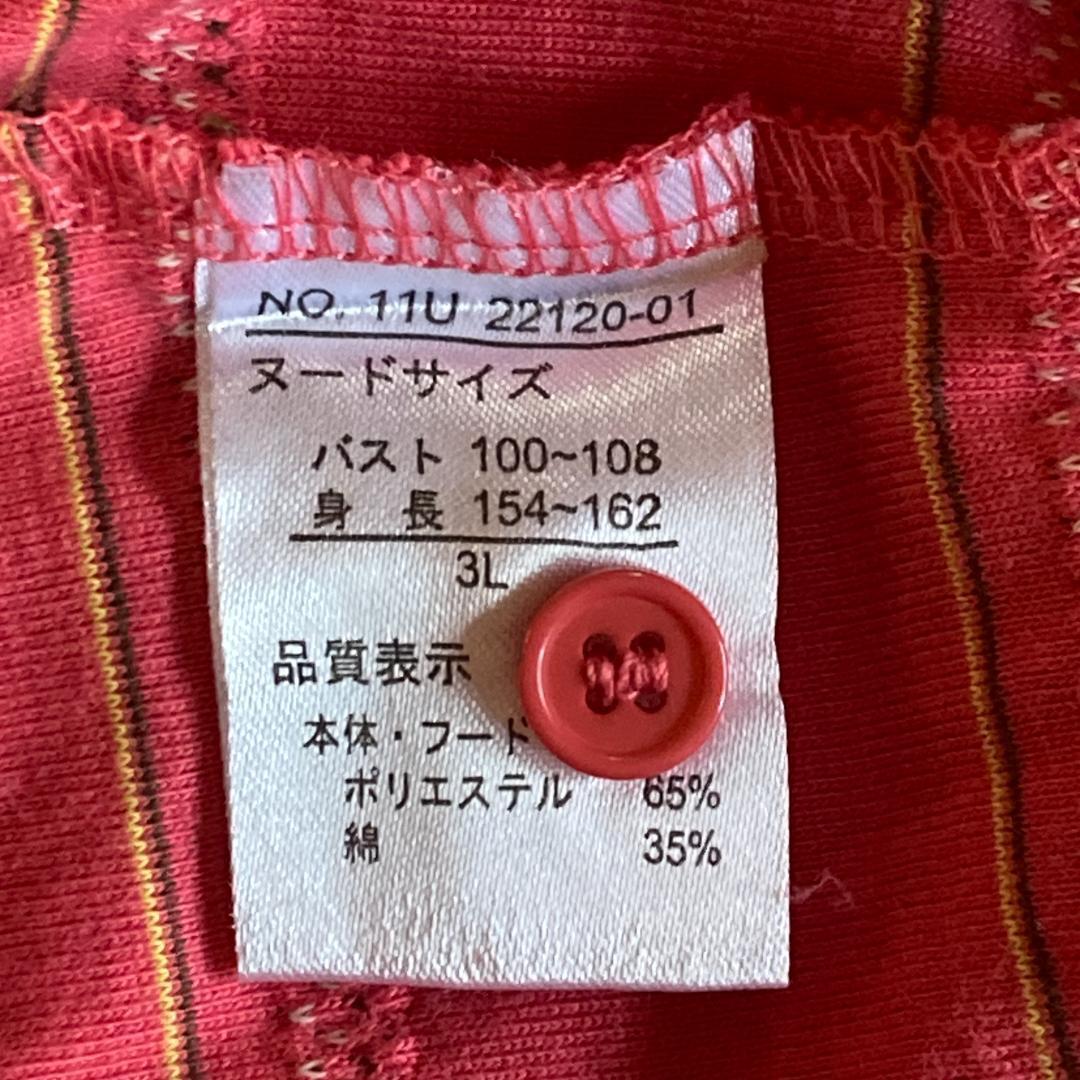 NO. 11U 22120-01
ヌードサイズ
バスト 100~108
身 長 154~162
3L
品質表示
本体・フード
ポリエステル 65%
綿 35%